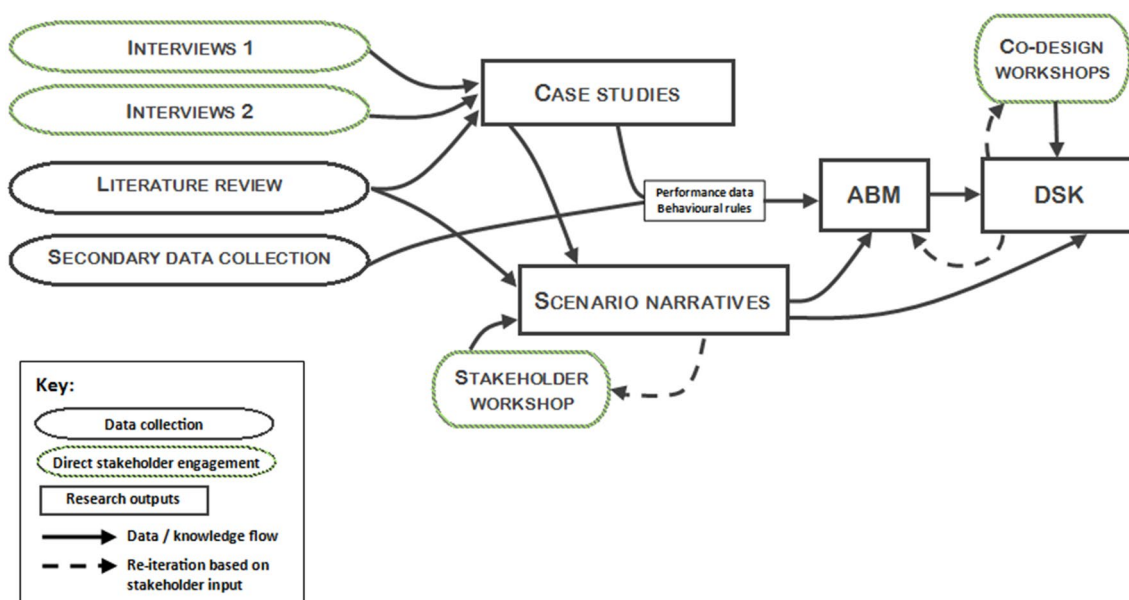 INTERVIEWS 1
INTERVIEWS 2
LITERATURE REVIEW
SECONDARY DATA COLLECTION
CASE STUDIES
Performance data
Behavioural rules
SCENARIO NARRATIVES
STAKEHOLDER
WORKSHOP
ABM
DSK
CO-DESIGN
WORKSHOPS
Key:
Data collection
Direct stakeholder engagement
Research outputs
Data / knowledge flow
Re-iteration based on
stakeholder input